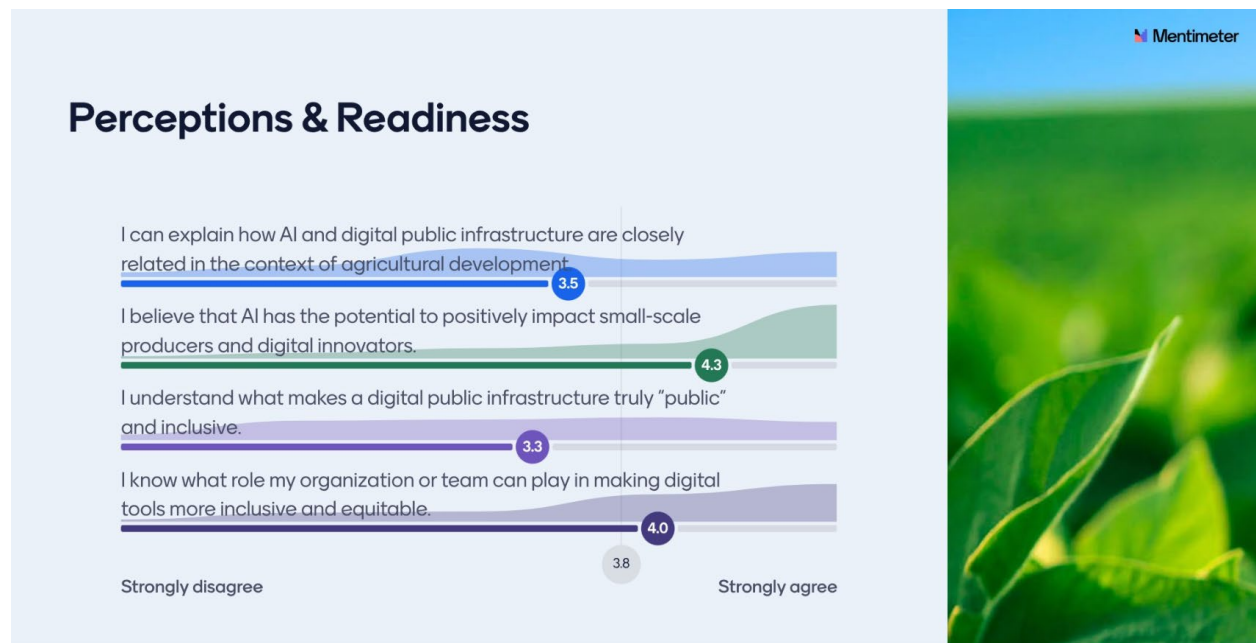 Mentimeter
Perceptions & Readiness
I can explain how AI and digital public infrastructure are closely
related in the context of agricultural development.
3.5
I believe that AI has the potential to positively impact small-scale
producers and digital innovators.
4.3
I understand what makes a digital public infrastructure truly "public"
and inclusive.
3.3
I know what role my organization or team can play in making digital
tools more inclusive and equitable.
4.0
3.8
Strongly disagree
Strongly agree